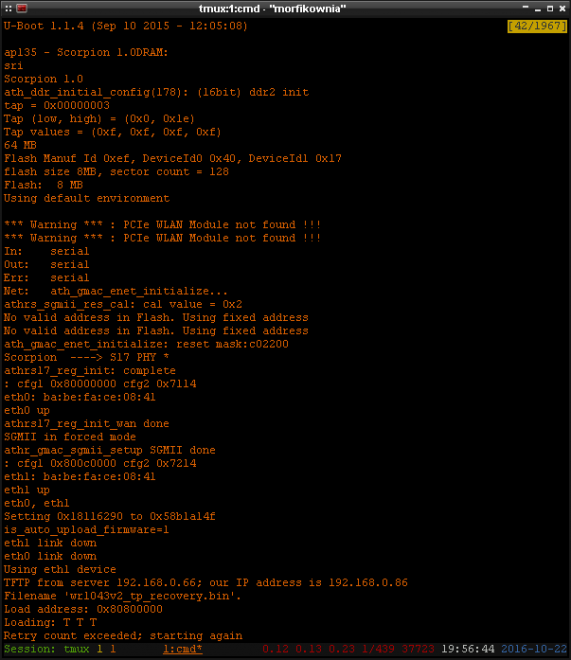 tmux:1:cmd - "morfikownia"
U-Boot 1.1.4 (Sep 10 2015 - 12:05:08)
[42/1967]
ap135 - Scorpion 1.0DRAM:
sri
Scorpion 1.0
ath_ddr_initial_config(178): (16bit) ddr2 init
tap = 0x00000003
Tap (low, high) = (0x0, 0x1e)
Tap values = (0xf, 0xf, 0xf, 0xf)
64 MB
Flash Manuf Id 0xef, DeviceId0 0x40, DeviceId1 0x17
flash size 8MB, sector count = 128
Flash:  8 MB
Using default environment
*** Warning *** : PCIe WLAN Module not found !!!
*** Warning *** : PCIe WLAN Module not found !!!
In:    serial
Out:   serial
Err:   serial
Net:   ath_gmac_enet_initialize...
athrs_sgmii_res_cal: cal value = 0x2
No valid address in Flash. Using fixed address
No valid address in Flash. Using fixed address
ath_gmac_enet_initialize: reset mask:c02200
Scorpion  ----> S17 PHY *
athrs17_reg_init: complete
: cfg1 0x80000000 cfg2 0x7114
eth0: ba:be:fa:ce:08:41
eth0 up
athrs17_reg_init_wan done
SGMII in forced mode
athr_gmac_sgmii_setup SGMII done
: cfg1 0x800c0000 cfg2 0x7214
eth1: ba:be:fa:ce:08:41
eth1 up
eth0, eth1
Setting 0x18116290 to 0x58b1a14f
is_auto_upload_firmware=1
eth1 link down
eth0 link down
Using eth1 device
TFTP from server 192.168.0.66; our IP address is 192.168.0.86
Filename 'wr1043v2_tp_recovery.bin'.
Load address: 0x80800000
Loading: T T T
Retry count exceeded; starting again
Session: tmux 1 1 1:cmd* 0.12 0.13 0.23 1/439 37723 19:56:44 2016-10-22